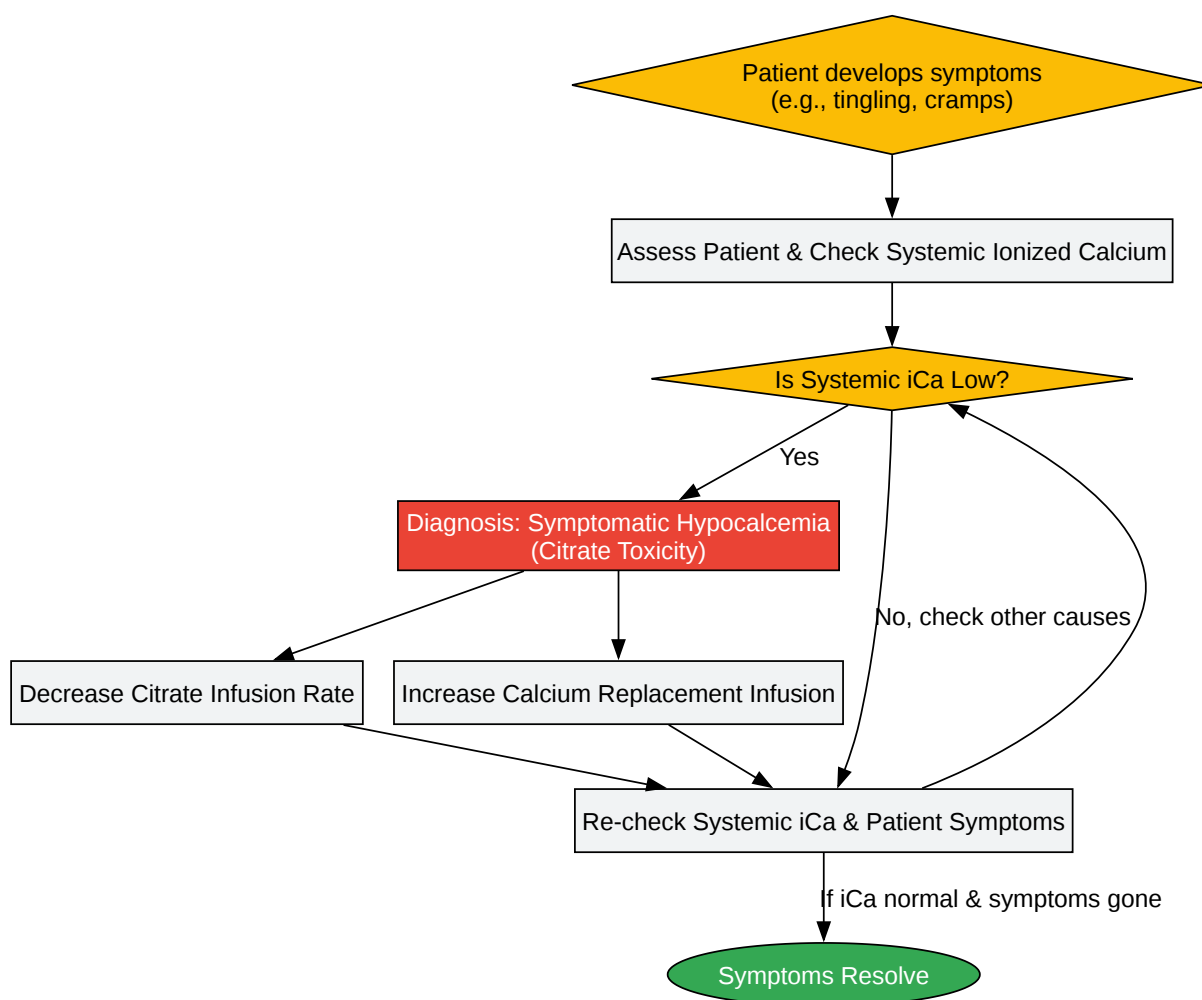 Patient develops symptoms
(e.g., tingling, cramps)
Assess Patient & Check Systemic Ionized Calcium
Is Systemic iCa Low?
Yes
Diagnosis: Symptomatic Hypocalcemia
(Citrate Toxicity)
No, check other causes
Decrease Citrate Infusion Rate
Increase Calcium Replacement Infusion
Re-check Systemic iCa & Patient Symptoms
If iCa normal & symptoms gone
Symptoms Resolve